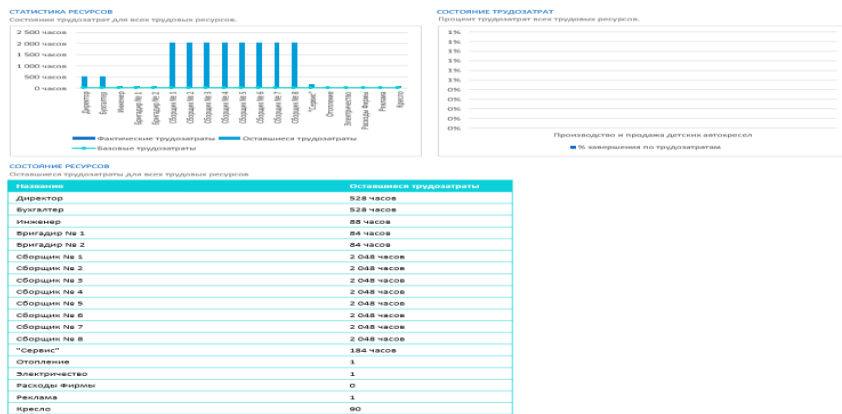 СТАТИСТИКА РЕСУРСОВ
Состояние трудозатрат для всех трудовых ресурсов.
2 500 часов
2 000 часов
1 500 часов
1 000 часов
500 часов
0 часов
Директор
Бухгалтер
Инженер
Бригадир № 1
Бригадир № 2
Сборщик № 1
Сборщик № 2
Сборщик № 3
Сборщик № 4
Сборщик № 5
Сборщик № 6
Сборщик № 7
Сборщик № 8
"Сервис"
Отопление
Электричество
Расходы Фирмы
Реклама
Кресло
Фактические трудозатраты
Оставшиеся трудозатраты
Базовые трудозатраты
СОСТОЯНИЕ ТРУДОЗАТРАТ
Процент трудозатрат всех трудовых ресурсов.
1%
1%
1%
1%
1%
1%
0%
0%
0%
0%
0%
Производство и продажа детских автокресел
% завершения по трудозатратам
СОСТОЯНИЕ РЕСУРСОВ
Оставшиеся трудозатраты для всех трудовых ресурсов
Название Оставшиеся трудозатраты
Директор 528 часов
Бухгалтер 528 часов
Инженер 88 часов
Бригадир № 1 84 часов
Бригадир № 2 84 часов
Сборщик № 1 2 048 часов
Сборщик № 2 2 048 часов
Сборщик № 3 2 048 часов
Сборщик № 4 2 048 часов
Сборщик № 5 2 048 часов
Сборщик № 6 2 048 часов
Сборщик № 7 2 048 часов
Сборщик № 8 2 048 часов
"Сервис" 184 часов
Отопление 1
Электричество 1
Расходы Фирмы 0
Реклама 1
Кресло 90